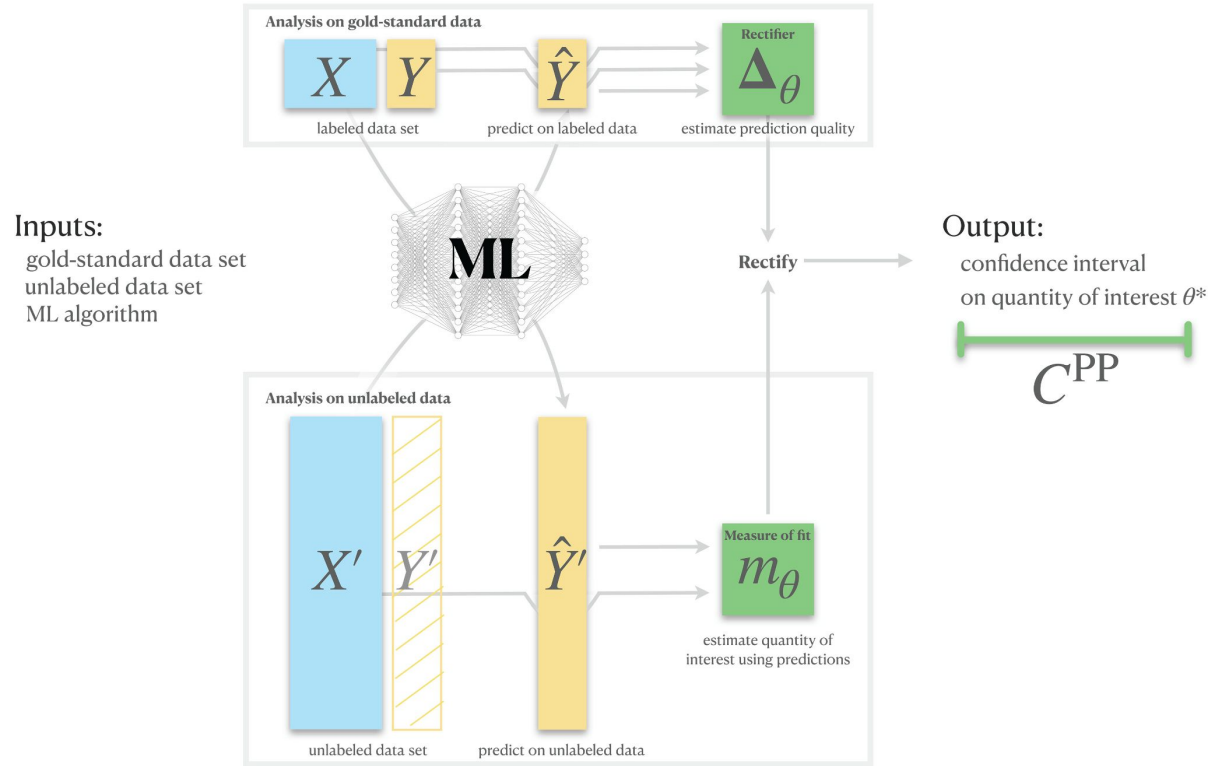 Analysis on gold-standard data
X Y Ŷ
Rectifier
Δ_θ
labeled data set
predict on labeled data
estimate prediction quality
Inputs:
gold-standard data set
unlabeled data set
ML algorithm
ML
Rectify
Output:
confidence interval
on quantity of interest θ*
C^PP
Analysis on unlabeled data
X′ Y′ Ŷ′
Measure of fit
m_θ
estimate quantity of
interest using predictions
unlabeled data set
predict on unlabeled data